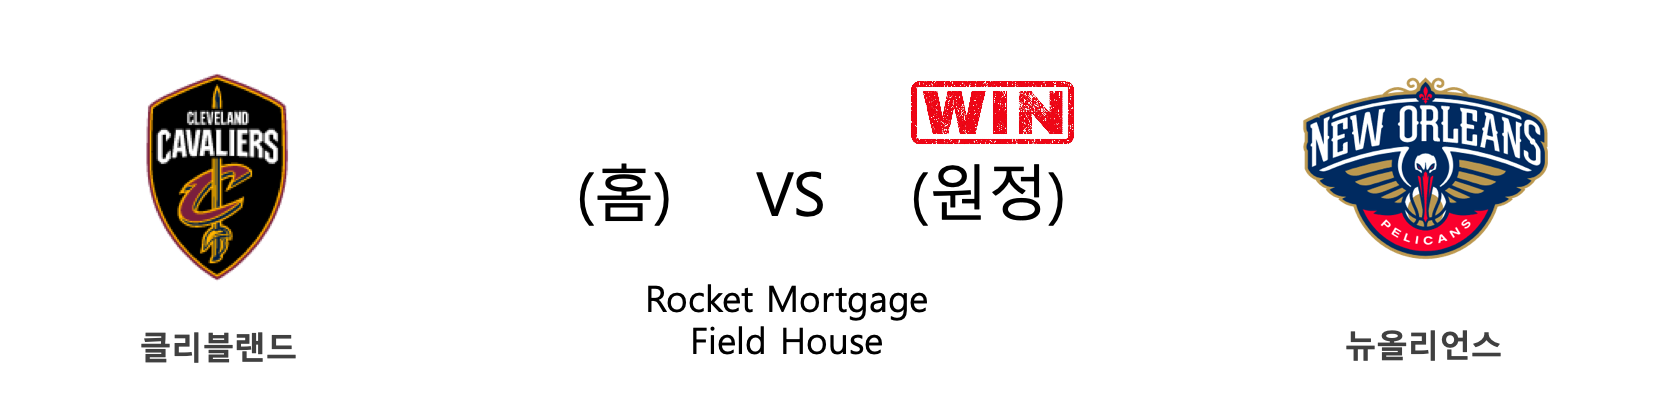 CLEVELAND
CAVALIERS
클리블랜드
WIN
(홈) VS (원정)
Rocket Mortgage
Field House
NEW ORLEANS
PELICANS
뉴올리언스